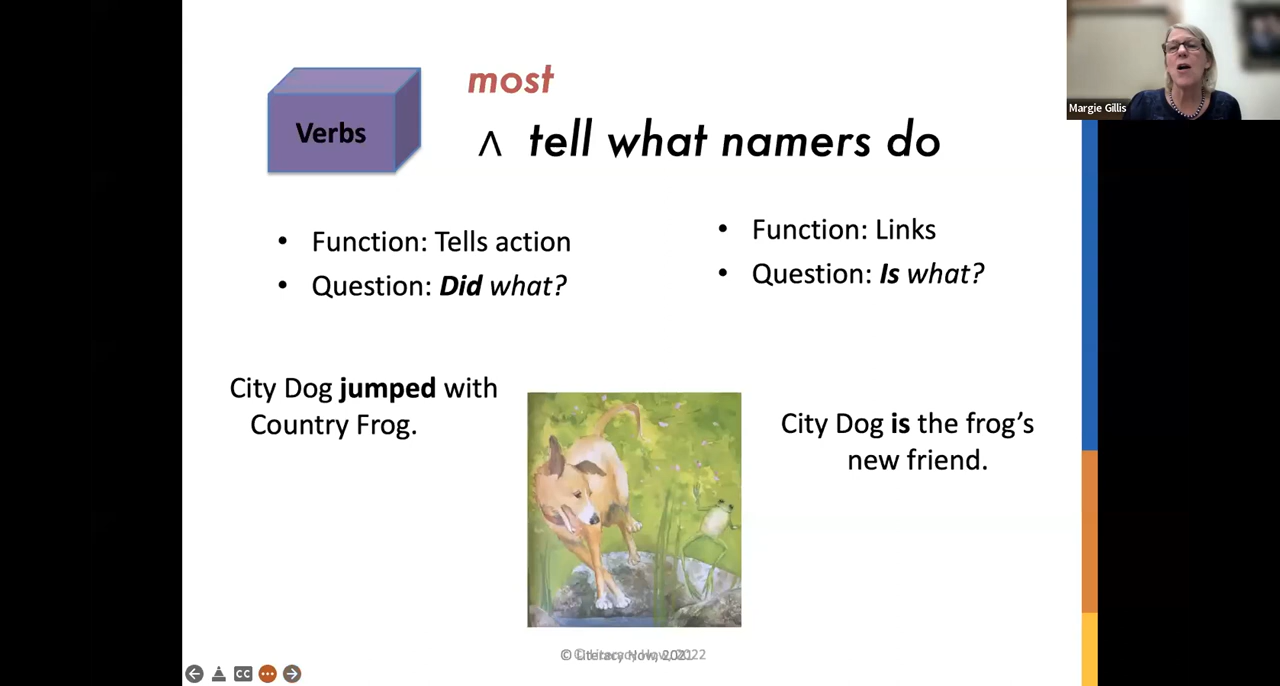 Margie Gillis
most
Verbs
^ tell what namers do
• Function: Tells action
• Question: Did what?
• Function: Links
• Question: Is what?
City Dog jumped with
Country Frog.
City Dog is the frog's
new friend.
©
CC